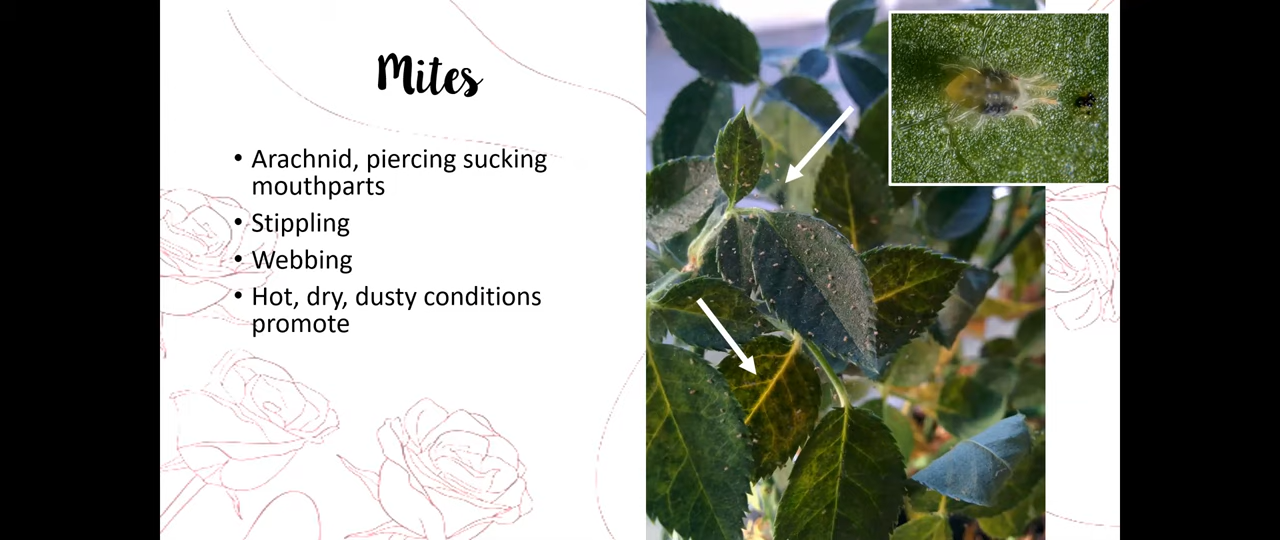 Mites
• Arachnid, piercing sucking
mouthparts
• Stippling
• Webbing
• Hot, dry, dusty conditions
promote